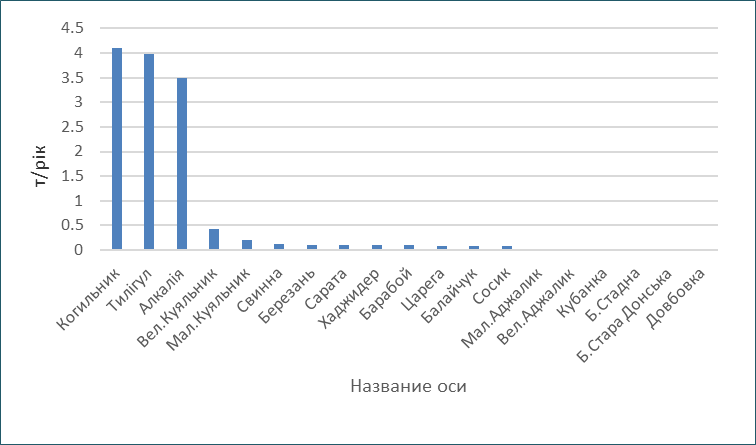 4.5
4
3.5
3
2.5
2
1.5
1
0.5
0
т/рік
Когильник
Тилігул
Алкалія
Вел.Куяльник
Мал.Куяльник
Свинна
Березань
Сарата
Хаджидер
Барабой
Царега
Балайчук
Сосик
Мал.Аджалик
Вел.Аджалик
Кубанка
Б.Стадна
Б.Стара Донська
Довбовка
Название оси